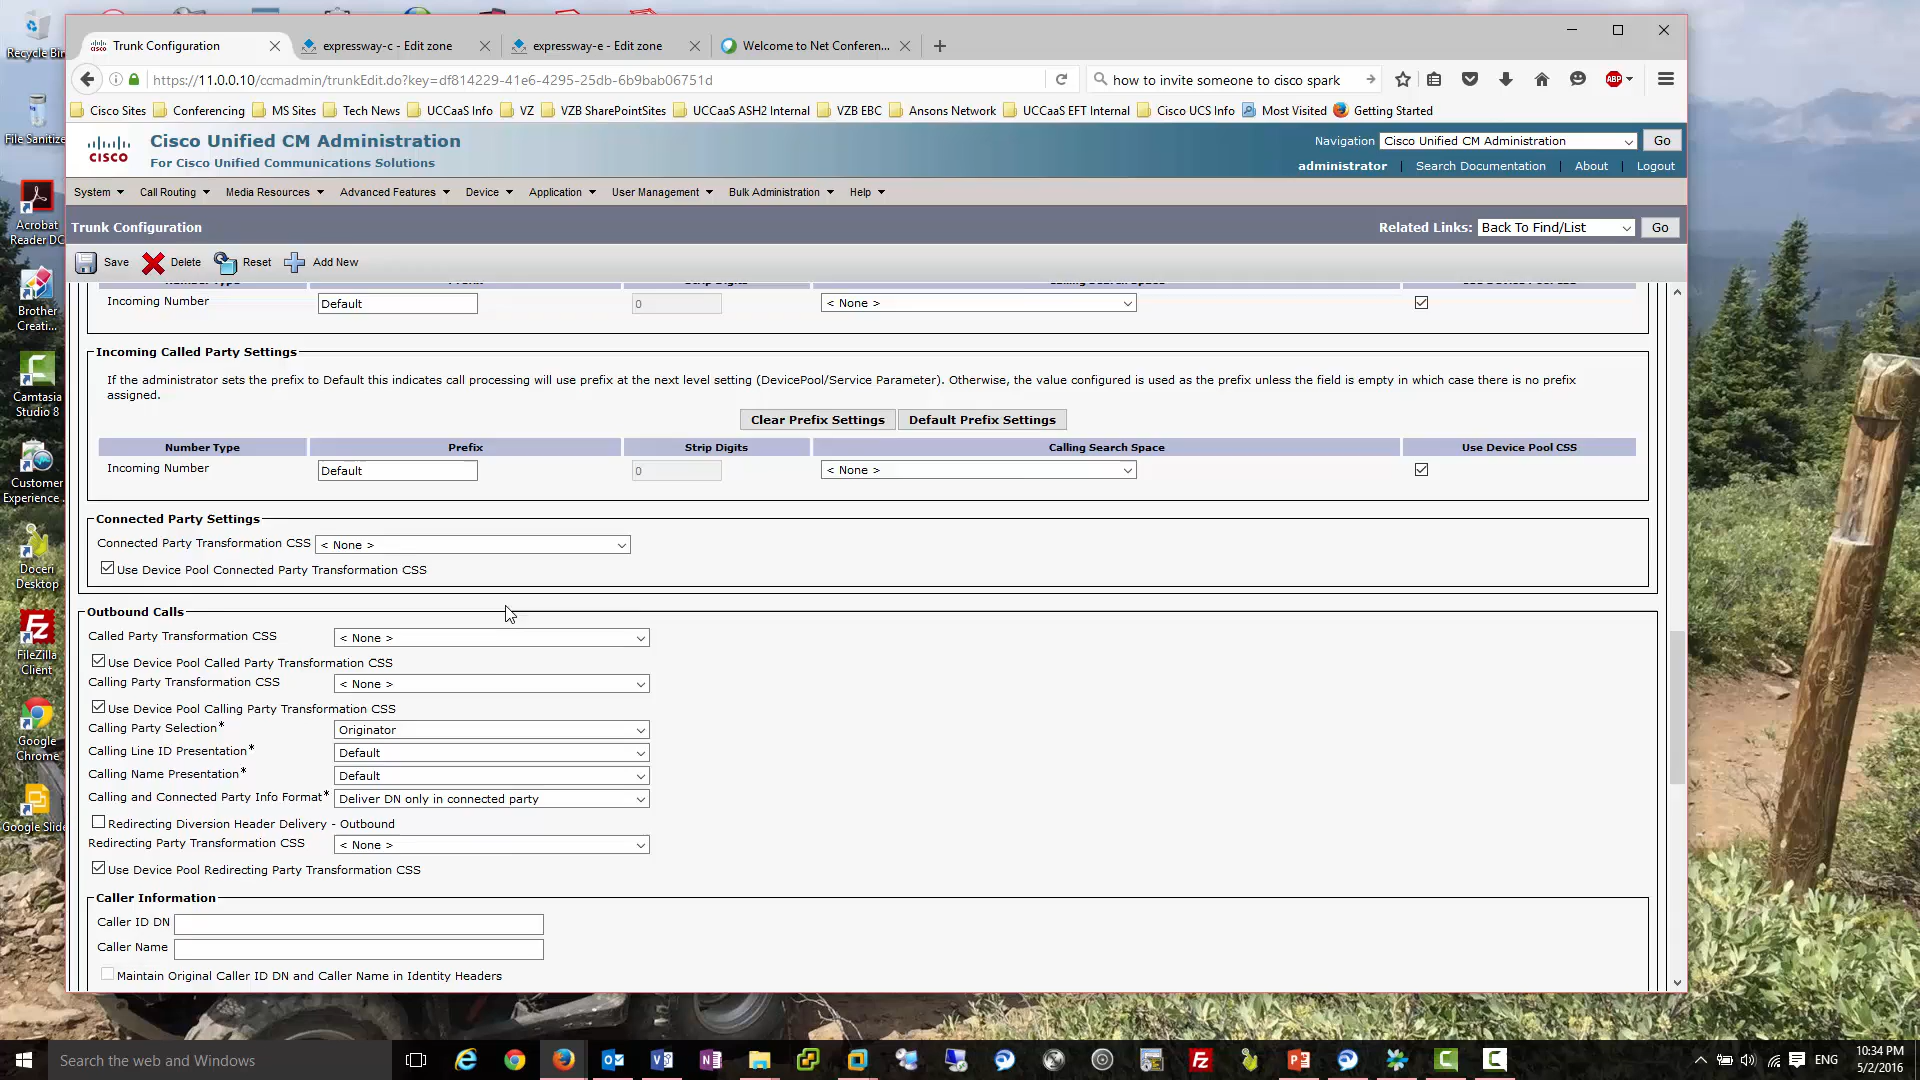 Recycle Bin
File Sanitize
Acrobat
Reader DC
Brother
Creati...
Camtasia
Studio 8
Customer
Experience ...
Doceri
Desktop
FileZilla
Client
Google
Chrome
Google Slide
Trunk Configuration
expressway-c - Edit zone
expressway-e - Edit zone
Welcome to Net Conferen...
https://11.0.0.10/ccmadmin/trunkEdit.do?key=df814229-41e6-4295-25db-6b9bab06751d
how to invite someone to cisco spark
ABP
Cisco Sites Conferencing MS Sites Tech News UCCaaS Info VZ VZB SharePointSites UCCaaS ASH2 Internal VZB EBC Ansons Network UCCaaS EFT Internal Cisco UCS Info Most Visited Getting Started
CISCO
Cisco Unified CM Administration
For Cisco Unified Communications Solutions
Navigation Cisco Unified CM Administration Go
administrator | Search Documentation | About | Logout
System Call Routing Media Resources Advanced Features Device Application User Management Bulk Administration Help
Trunk Configuration
Related Links: Back To Find/List Go
Save Delete Reset Add New
Incoming Number Default 0 < None >
Incoming Called Party Settings
If the administrator sets the prefix to Default this indicates call processing will use prefix at the next level setting (DevicePool/Service Parameter). Otherwise, the value configured is used as the prefix unless the field is empty in which case there is no prefix
assigned.
Clear Prefix Settings Default Prefix Settings
Number Type Prefix Strip Digits Calling Search Space Use Device Pool CSS
Incoming Number Default 0 < None >
Connected Party Settings
Connected Party Transformation CSS < None >
Use Device Pool Connected Party Transformation CSS
Outbound Calls
Called Party Transformation CSS < None >
Use Device Pool Called Party Transformation CSS
Calling Party Transformation CSS < None >
Use Device Pool Calling Party Transformation CSS
Calling Party Selection* Originator
Calling Line ID Presentation* Default
Calling Name Presentation* Default
Calling and Connected Party Info Format* Deliver DN only in connected party
Redirecting Diversion Header Delivery - Outbound
Redirecting Party Transformation CSS < None >
Use Device Pool Redirecting Party Transformation CSS
Caller Information
Caller ID DN
Caller Name
Maintain Original Caller ID DN and Caller Name in Identity Headers
Search the web and Windows
ENG
10:34 PM
5/2/2016